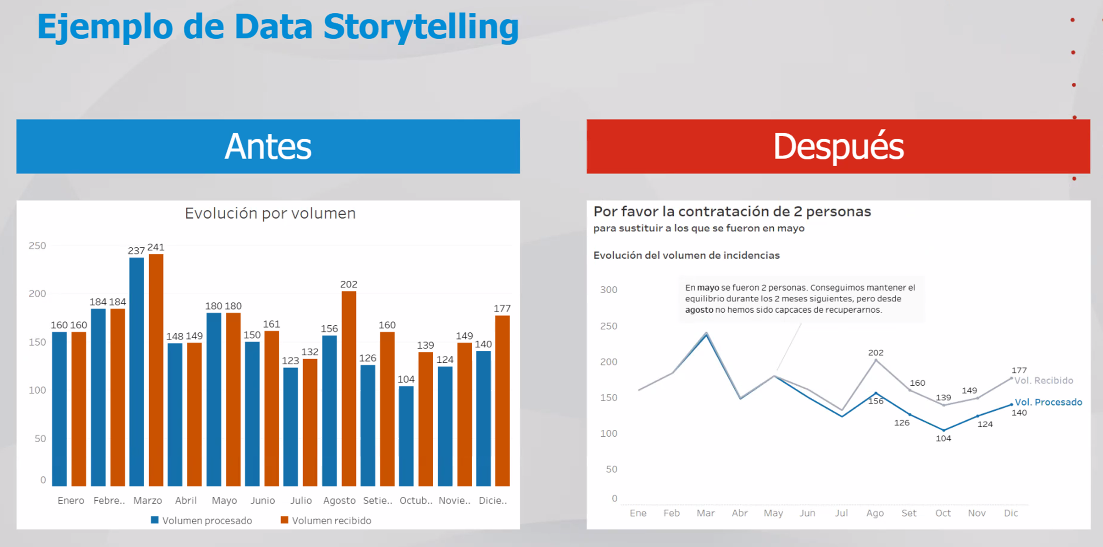 Ejemplo de Data Storytelling
Antes
Evolución por volumen
250
200
150
100
50
0
160 160
184 184
237 241
148 149
180 180
150 161
123 132
156 202
126 160
104 139
124 149
140 177
Enero Febre.. Marzo Abril Mayo Junio Julio Agosto Setie.. Octub.. Novie.. Dicie..
Volumen procesado Volumen recibido
Después
Por favor la contratación de 2 personas
para sustituir a los que se fueron en mayo
Evolución del volumen de incidencias
En mayo se fueron 2 personas. Conseguimos mantener el
equilibrio durante los 2 meses siguientes, pero desde
agosto no hemos sido capcaces de recuperarnos.
300
250
200
150
100
50
0
202
160
139
149
177
Vol. Recibido
156
126
104
124
Vol. Procesado
140
Ene Feb Mar Abr May Jun Jul Ago Set Oct Nov Dic